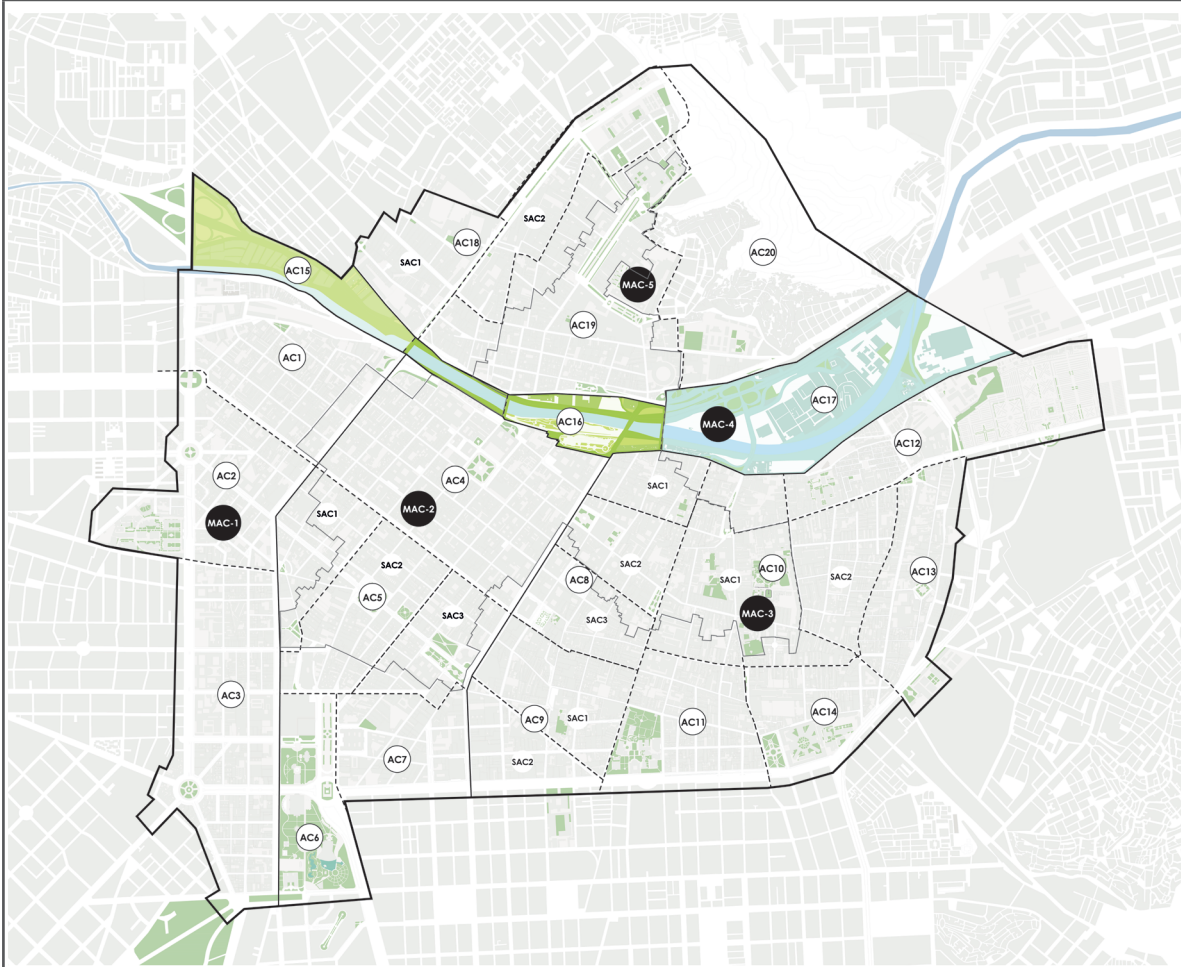 SAC2
AC18
SAC1
AC20
AC15
MAC-5
AC19
AC1
AC17
AC16
MAC-4
AC12
AC2
AC4
SAC1
MAC-2
SAC1
MAC-1
SAC2
SAC2
AC10
AC13
AC8
SAC1
SAC2
AC5
SAC3
SAC3
MAC-3
AC3
AC9
SAC1
AC11
AC14
AC7
SAC2
AC6